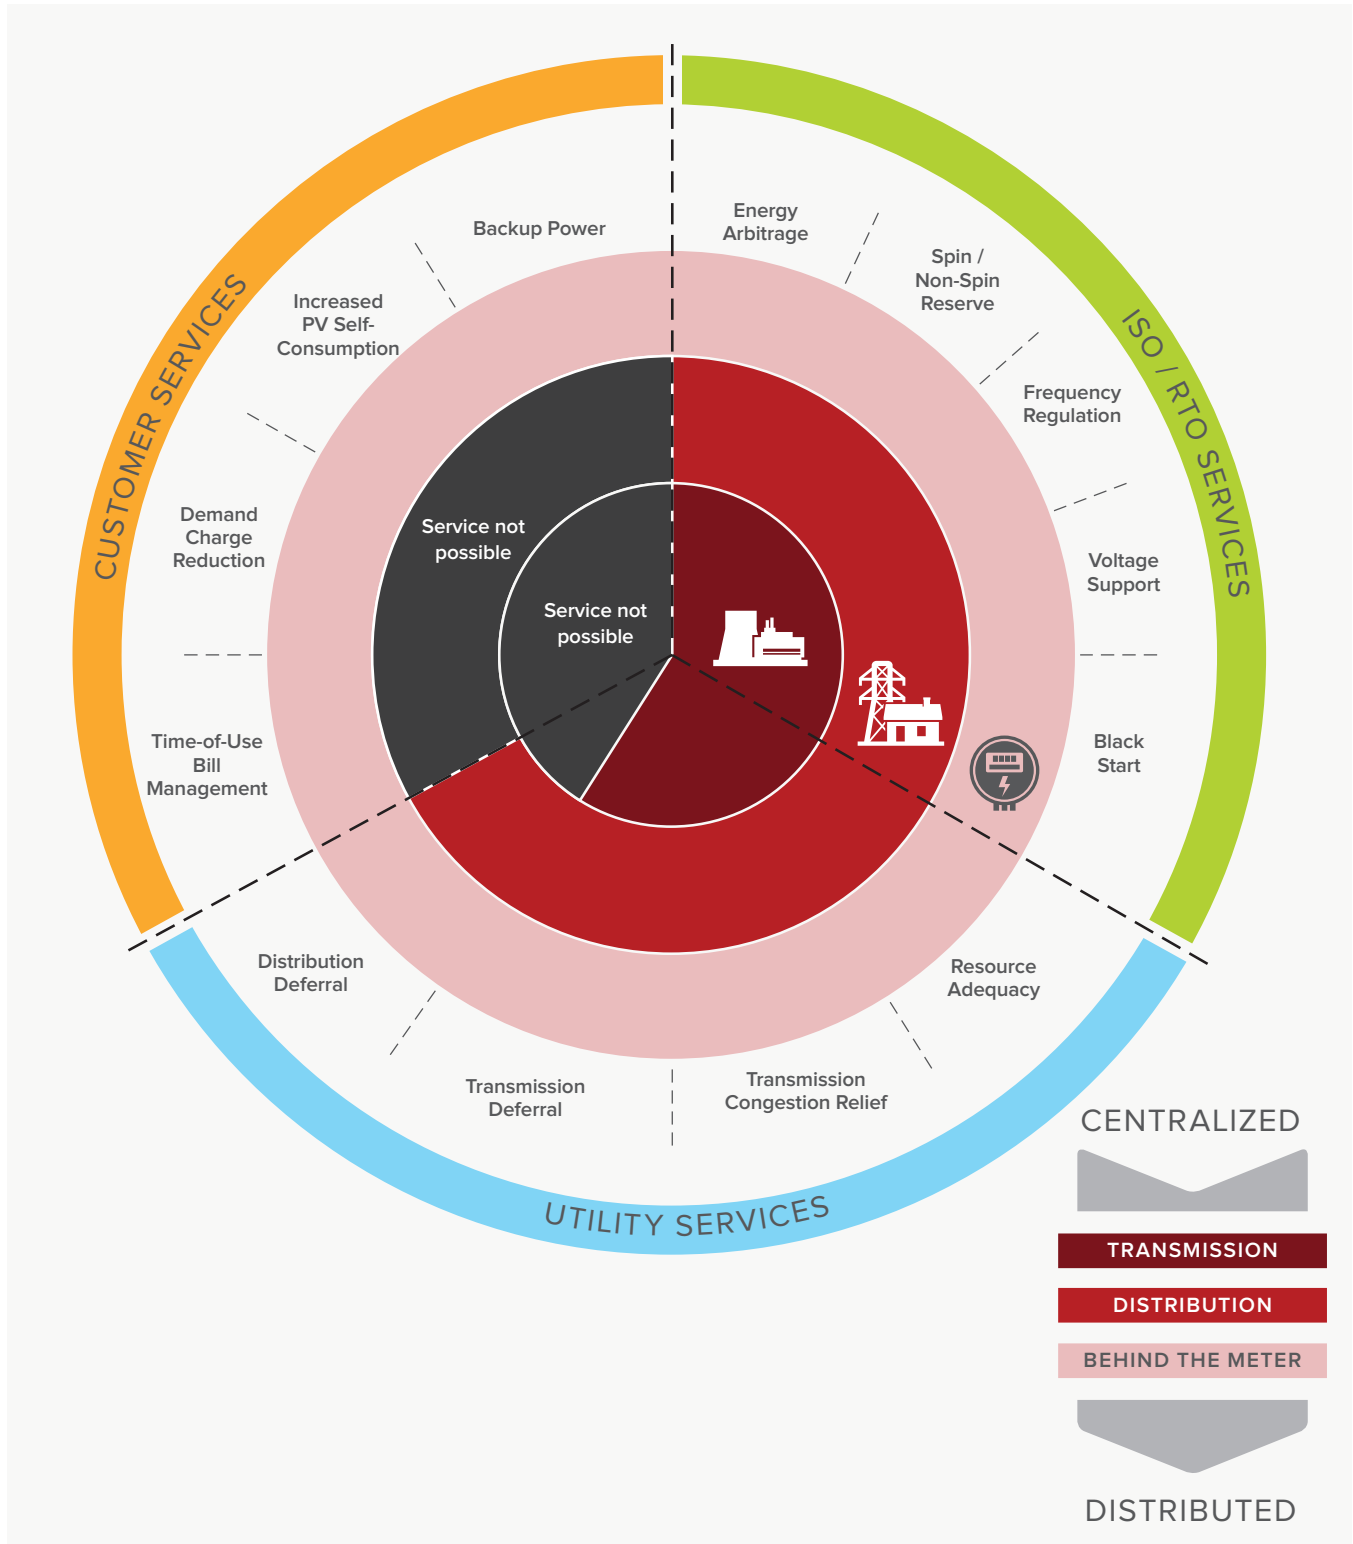 CUSTOMER SERVICES
ISO / RTO SERVICES
UTILITY SERVICES
Backup Power
Increased
PV Self-
Consumption
Demand
Charge
Reduction
Time-of-Use
Bill
Management
Energy
Arbitrage
Spin /
Non-Spin
Reserve
Frequency
Regulation
Voltage
Support
Black
Start
Service not
possible
Service not
possible
Distribution
Deferral
Transmission
Deferral
Transmission
Congestion Relief
Resource
Adequacy
CENTRALIZED
TRANSMISSION
DISTRIBUTION
BEHIND THE METER
DISTRIBUTED